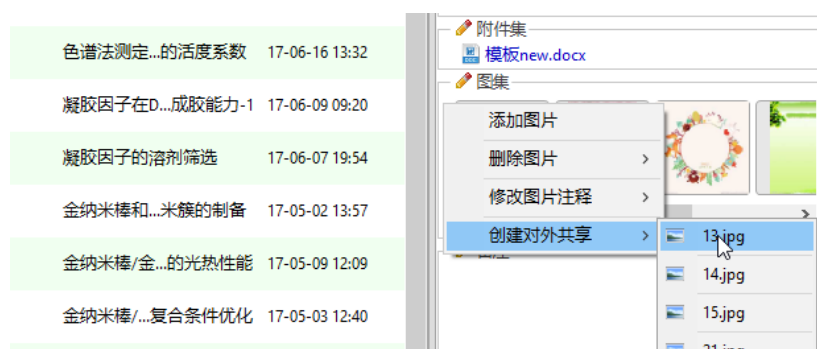 色谱法测定...的活度系数 17-06-16 13:32
凝胶因子在D...成胶能力-1 17-06-09 09:20
凝胶因子的溶剂筛选 17-06-07 19:54
金纳米棒和...米簇的制备 17-05-02 13:57
金纳米棒/金...的光热性能 17-05-09 12:09
金纳米棒/...复合条件优化 17-05-03 12:40
附件集
模板new.docx
图集
添加图片
删除图片
修改图片注释
创建对外共享
13.jpg
14.jpg
15.jpg